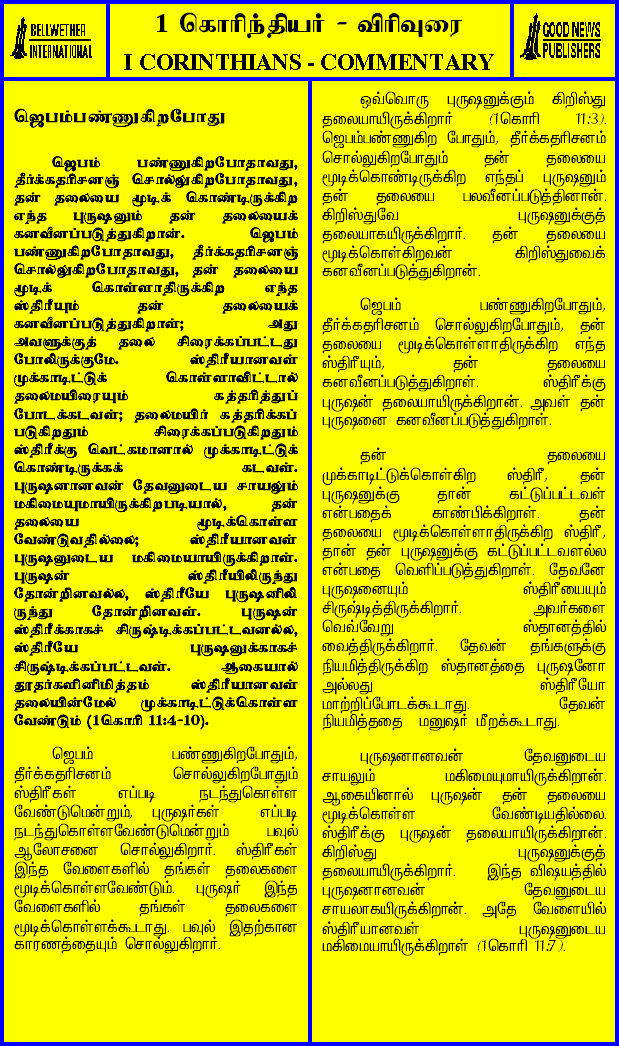 BELLWETHER
INTERNATIONAL
1 கொரிந்தியர் - விரிவுரை
I CORINTHIANS - COMMENTARY
GOOD NEWS
PUBLISHERS
ஜெபம்பண்ணுகிறபோது
ஜெபம் பண்ணுகிறபோதாவது,
தீர்க்கதரிசனஞ் சொல்லுகிறபோதாவது,
தன் தலையை மூடிக் கொண்டிருக்கிற
எந்த புருஷனும் தன் தலையைக்
கனவீனப்படுத்துகிறான். ஜெபம்
பண்ணுகிறபோதாவது, தீர்க்கதரிசனஞ்
சொல்லுகிறபோதாவது, தன் தலையை
மூடிக் கொள்ளாதிருக்கிற எந்த
ஸ்திரீயும் தன் தலையைக்
கனவீனப்படுத்துகிறாள்; அது
அவளுக்குத் தலை சிரைக்கப்பட்டது
போலிருக்குமே. ஸ்திரீயானவள்
முக்காடிட்டுக் கொள்ளாவிட்டால்
தலைமயிரையும் கத்தரித்துப்
போடக்கடவள்; தலைமயிர் கத்தரிக்கப்
படுகிறதும் சிரைக்கப்படுகிறதும்
ஸ்திரீக்கு வெட்கமானால் முக்காடிட்டுக்
கொண்டிருக்கக் கடவள்.
புருஷனானவன் தேவனுடைய சாயலும்
மகிமையுமாயிருக்கிறபடியால், தன்
தலையை மூடிக்கொள்ள
வேண்டுவதில்லை; ஸ்திரீயானவள்
புருஷனுடைய மகிமையாயிருக்கிறாள்.
புருஷன் ஸ்திரீயிலிருந்து
தோன்றினவல்ல, ஸ்திரீயே புருஷனிலி
ருந்து தோன்றினவள். புருஷன்
ஸ்திரீக்காகச் சிருஷ்டிக்கப்பட்டவனல்ல,
ஸ்திரீயே புருஷனுக்காகச்
சிருஷ்டிக்கப்பட்டவள். ஆகையால்
தூதர்களினிமித்தம் ஸ்திரீயானவள்
தலையின்மேல் முக்காடிட்டுக்கொள்ள
வேண்டும் (1கொரி 11:4-10).
ஜெபம் பண்ணுகிறபோதும்,
தீர்க்கதரிசனம் சொல்லுகிறபோதும்
ஸ்திரீகள் எப்படி நடந்துகொள்ள
வேண்டுமென்றும், புருஷர்கள் எப்படி
நடந்துகொள்ளவேண்டுமென்றும் பவுல்
ஆலோசனை சொல்லுகிறார். ஸ்திரீகள்
இந்த வேளைகளில் தங்கள் தலைகளை
மூடிக்கொள்ளவேண்டும். புருஷர் இந்த
வேளைகளில் தங்கள் தலைகளை
மூடிக்கொள்ளக்கூடாது. பவுல் இதற்கான
காரணத்தையும் சொல்லுகிறார்.
ஒவ்வொரு புருஷனுக்கும் கிறிஸ்து
தலையாயிருக்கிறார் (1கொரி 11:3).
ஜெபம்பண்ணுகிற போதும், தீர்க்கதரிசனம்
சொல்லுகிறபோதும் தன் தலையை
மூடிக்கொண்டிருக்கிற எந்தப் புருஷனும்
தன் தலையை பலவீனப்படுத்தினான்.
கிறிஸ்துவே புருஷனுக்குத்
தலையாகயிருக்கிறார். தன் தலையை
மூடிக்கொள்கிறவன் கிறிஸ்துவைக்
கனவீனப்படுத்துகிறான்.
ஜெபம் பண்ணுகிறபோதும்,
தீர்க்கதரிசனம் சொல்லுகிறபோதும், தன்
தலையை மூடிக்கொள்ளாதிருக்கிற எந்த
ஸ்திரீயும், தன் தலையை
கனவீனப்படுத்துகிறாள். ஸ்திரீக்கு
புருஷன் தலையாயிருக்கிறான். அவள் தன்
புருஷனை கனவீனப்படுத்துகிறாள்.
தன் தலையை
முக்காடிட்டுக்கொள்கிற ஸ்திரீ, தன்
புருஷனுக்கு தான் கட்டுப்பட்டவள்
என்பதைக் காண்பிக்கிறாள். தன்
தலையை மூடிக்கொள்ளாதிருக்கிற ஸ்திரீ,
தான் தன் புருஷனுக்கு கட்டுப்பட்டவளல்ல
என்பதை வெளிப்படுத்துகிறாள். தேவனே
புருஷனையும் ஸ்திரீயையும்
சிருஷ்டித்திருக்கிறார். அவர்களை
வெவ்வேறு ஸ்தானத்தில்
வைத்திருக்கிறார். தேவன் தங்களுக்கு
நியமித்திருக்கிற ஸ்தானத்தை புருஷனோ
அல்லது ஸ்திரீயோ
மாற்றிப்போடக்கூடாது. தேவன்
நியமித்ததை மனுஷர் மீறக்கூடாது.
புருஷனானவன் தேவனுடைய
சாயலும் மகிமையுமாயிருக்கிறான்.
ஆகையினால் புருஷன் தன் தலையை
மூடிக்கொள்ள வேண்டியதில்லை.
ஸ்திரீக்கு புருஷன் தலையாயிருக்கிறான்.
கிறிஸ்து புருஷனுக்குத்
தலையாயிருக்கிறார். இந்த விஷயத்தில்
புருஷனானவன் தேவனுடைய
சாயலாகயிருக்கிறான். அதே வேளையில்
ஸ்திரீயானவள் புருஷனுடைய
மகிமையாயிருக்கிறாள் (1கொரி 11:7).